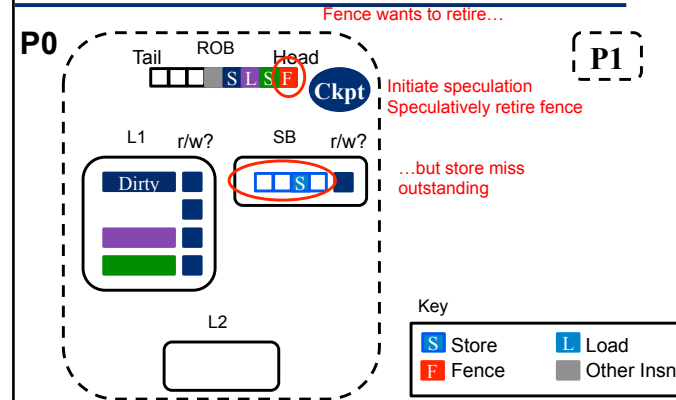 Fence wants to retire…
P0
ROB
Tail
Head
S L S F
Ckpt
P1
Initiate speculation
Speculatively retire fence
L1
r/w?
SB
r/w?
Dirty
S
…but store miss
outstanding
L2
Key
S Store
L Load
F Fence
Other Insn